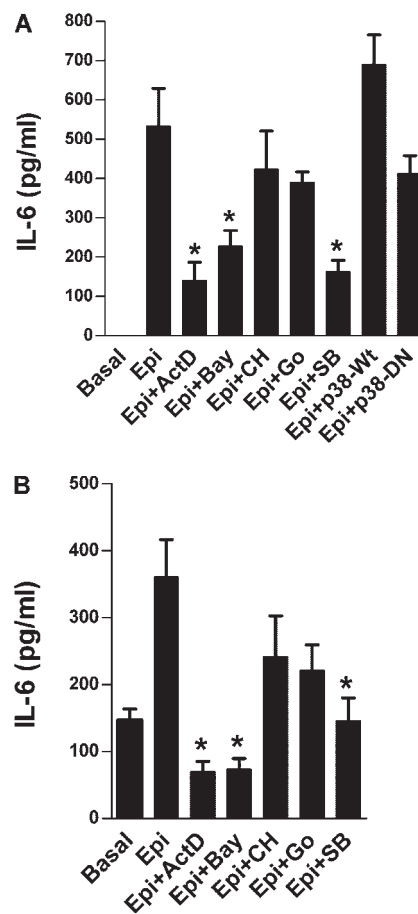 A
IL-6 (pg/ml)
800
700
600
500
400
300
200
100
0
*
*
*
Basal
Epi
Epi+ActD
Epi+Bay
Epi+CH
Epi+Go
Epi+SB
Epi+p38-Wt
Epi+p38-DN
B
IL-6 (pg/ml)
500
400
300
200
100
0
*
*
*
Basal
Epi
Epi+ActD
Epi+Bay
Epi+CH
Epi+Go
Epi+SB